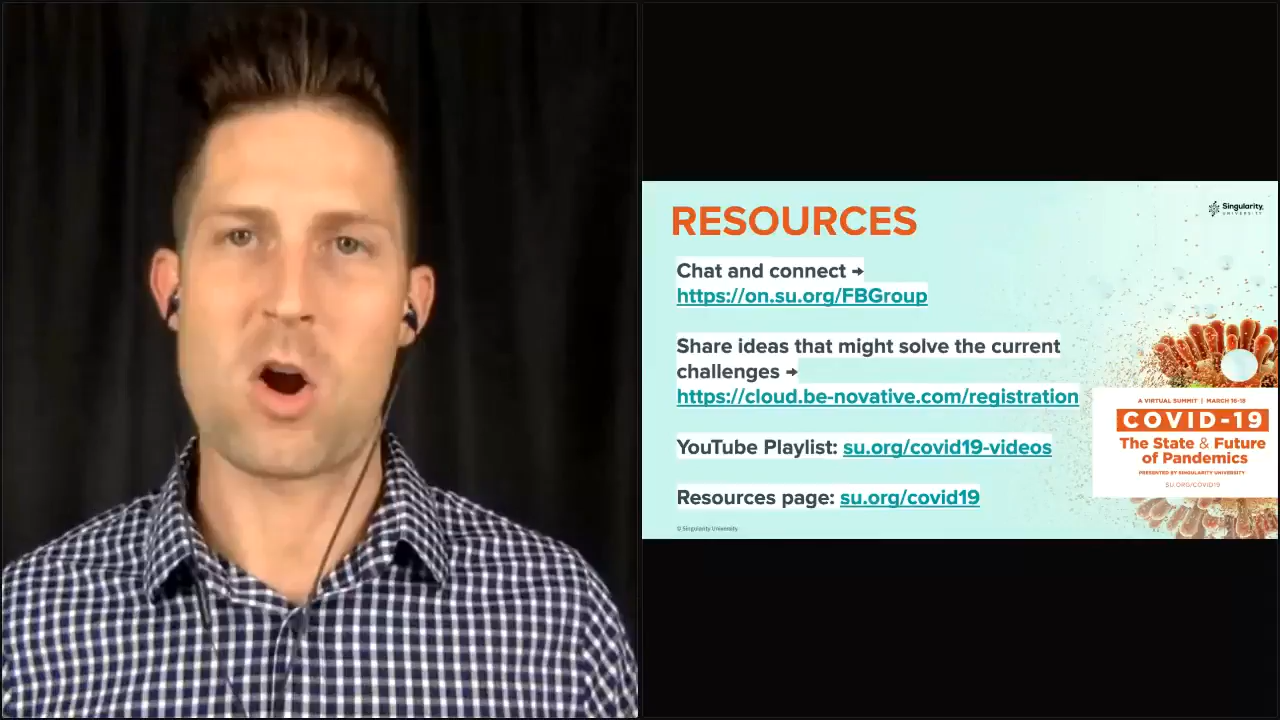 RESOURCES
Singularity
UNIVERSITY
Chat and connect →
https://on.su.org/FBGroup
Share ideas that might solve the current
challenges →
https://cloud.be-novative.com/registration
YouTube Playlist: su.org/covid19-videos
Resources page: su.org/covid19
A VIRTUAL SUMMIT | MARCH 16-18
COVID-19
The State & Future
of Pandemics
PRESENTED BY SINGULARITY UNIVERSITY
SU.ORG/COVID19
© Singularity University